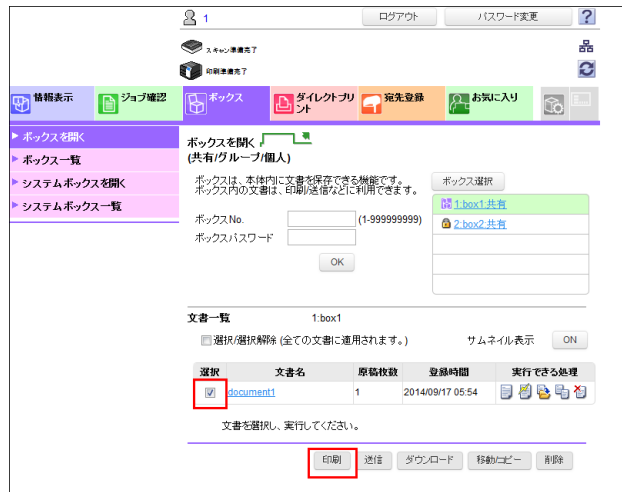 1
ログアウト
パスワード変更
?
スキャン準備完了
印刷準備完了
情報表示
ジョブ確認
ボックス
ダイレクトプリ
ント
宛先登録
お気に入り
ボックスを開く
ボックス一覧
システムボックスを開く
システムボックス一覧
ボックスを開く
(共有/グループ/個人)
ボックスは、本体内に文書を保存できる機能です。
ボックス内の文書は、印刷/送信などに利用できます。
ボックスNo.
(1-999999999)
ボックスパスワード
OK
ボックス選択
1:box1:共有
2:box2:共有
文書一覧
1:box1
選択/選択解除 (全ての文書に適用されます。)
サムネイル表示
ON
選択 文書名 原稿枚数 登録時間 実行できる処理
document1 1 2014/09/17 05:54
文書を選択し、実行してください。
印刷 送信 ダウンロード 移動/コピー 削除